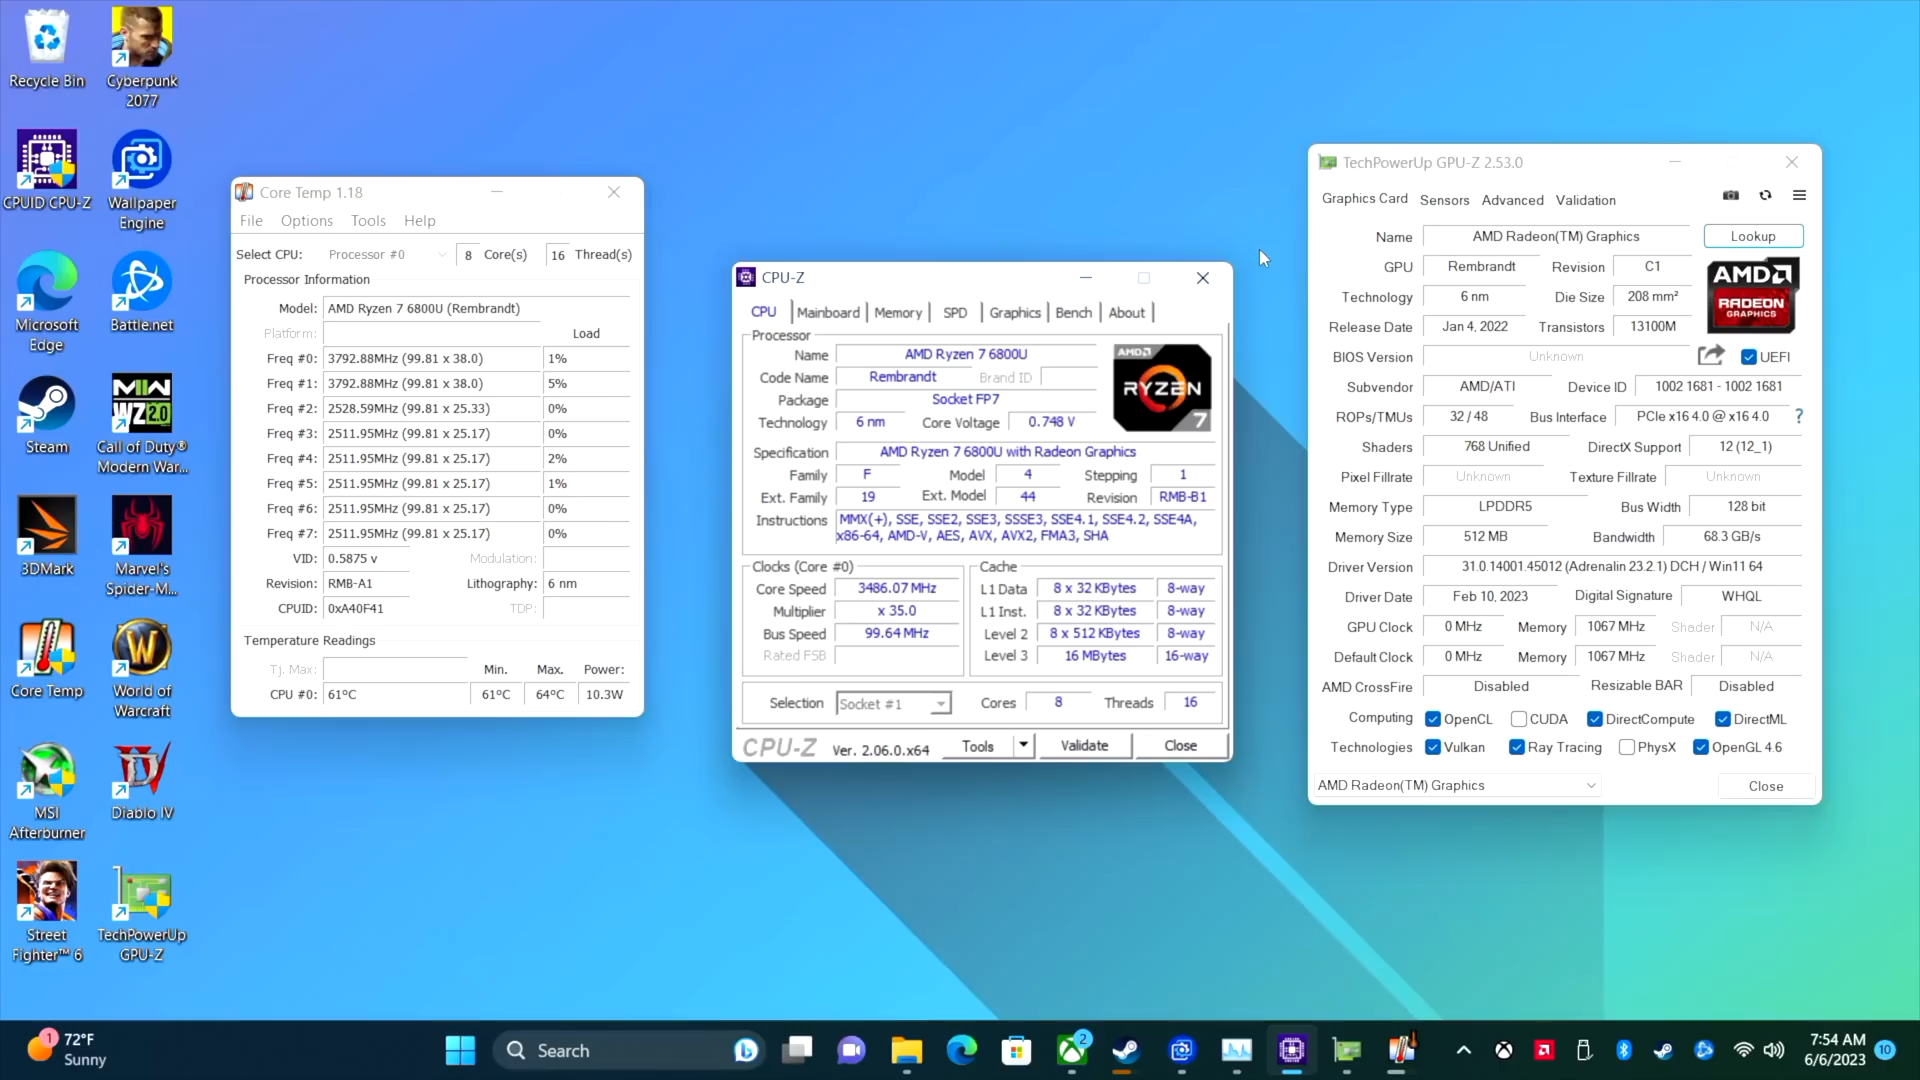 Recycle Bin
Cyberpunk
2077
CPUID CPU-Z
Wallpaper
Engine
Microsoft
Edge
Battle.net
Steam
MW
WZ 2.0
Call of Duty®
Modern War...
3DMark
Marvel's
Spider-M...
Core Temp
World of
Warcraft
MSI
Afterburner
Diablo IV
Street
Fighter™ 6
TechPowerUp
GPU-Z
Core Temp 1.18
File Options Tools Help
Select CPU: Processor #0 8 Core(s) 16 Thread(s)
Processor Information
Model: AMD Ryzen 7 6800U (Rembrandt)
Platform: Load
Freq #0: 3792.88MHz (99.81 x 38.0) 1%
Freq #1: 3792.88MHz (99.81 x 38.0) 5%
Freq #2: 2528.59MHz (99.81 x 25.33) 0%
Freq #3: 2511.95MHz (99.81 x 25.17) 0%
Freq #4: 2511.95MHz (99.81 x 25.17) 2%
Freq #5: 2511.95MHz (99.81 x 25.17) 1%
Freq #6: 2511.95MHz (99.81 x 25.17) 0%
Freq #7: 2511.95MHz (99.81 x 25.17) 0%
VID: 0.5875 v Modulation:
Revision: RMB-A1 Lithography: 6 nm
CPUID: 0xA40F41 TDP:
Temperature Readings
Tj. Max: Min. Max. Power:
CPU #0: 61ºC 61ºC 64ºC 10.3W
CPU-Z
CPU Mainboard Memory SPD Graphics Bench About
Processor
Name AMD Ryzen 7 6800U
Code Name Rembrandt Brand ID
Package Socket FP7
Technology 6 nm Core Voltage 0.748 V
AMD
RYZEN
7
Specification AMD Ryzen 7 6800U with Radeon Graphics
Family F Model 4 Stepping 1
Ext. Family 19 Ext. Model 44 Revision RMB-B1
Instructions MMX(+), SSE, SSE2, SSE3, SSSE3, SSE4.1, SSE4.2, SSE4A,
x86-64, AMD-V, AES, AVX, AVX2, FMA3, SHA
Clocks (Core #0) Cache
Core Speed 3486.07 MHz L1 Data 8 x 32 KBytes 8-way
Multiplier x 35.0 L1 Inst. 8 x 32 KBytes 8-way
Bus Speed 99.64 MHz Level 2 8 x 512 KBytes 8-way
Rated FSB Level 3 16 MBytes 16-way
Selection Socket #1 Cores 8 Threads 16
CPU-Z Ver. 2.06.0.x64 Tools Validate Close
TechPowerUp GPU-Z 2.53.0
Graphics Card Sensors Advanced Validation
Name AMD Radeon(TM) Graphics Lookup
GPU Rembrandt Revision C1
Technology 6 nm Die Size 208 mm²
Release Date Jan 4, 2022 Transistors 13100M
AMD
RADEON
GRAPHICS
BIOS Version Unknown UEFI
Subvendor AMD/ATI Device ID 1002 1681 - 1002 1681
ROPs/TMUs 32 / 48 Bus Interface PCIe x16 4.0 @ x16 4.0 ?
Shaders 768 Unified DirectX Support 12 (12_1)
Pixel Fillrate Unknown Texture Fillrate Unknown
Memory Type LPDDR5 Bus Width 128 bit
Memory Size 512 MB Bandwidth 68.3 GB/s
Driver Version 31.0.14001.45012 (Adrenalin 23.2.1) DCH / Win11 64
Driver Date Feb 10, 2023 Digital Signature WHQL
GPU Clock 0 MHz Memory 1067 MHz Shader N/A
Default Clock 0 MHz Memory 1067 MHz Shader N/A
AMD CrossFire Disabled Resizable BAR Disabled
Computing OpenCL CUDA DirectCompute DirectML
Technologies Vulkan Ray Tracing PhysX OpenGL 4.6
AMD Radeon(TM) Graphics Close
1
72°F
Sunny
Search
2
7:54 AM
6/6/2023
10